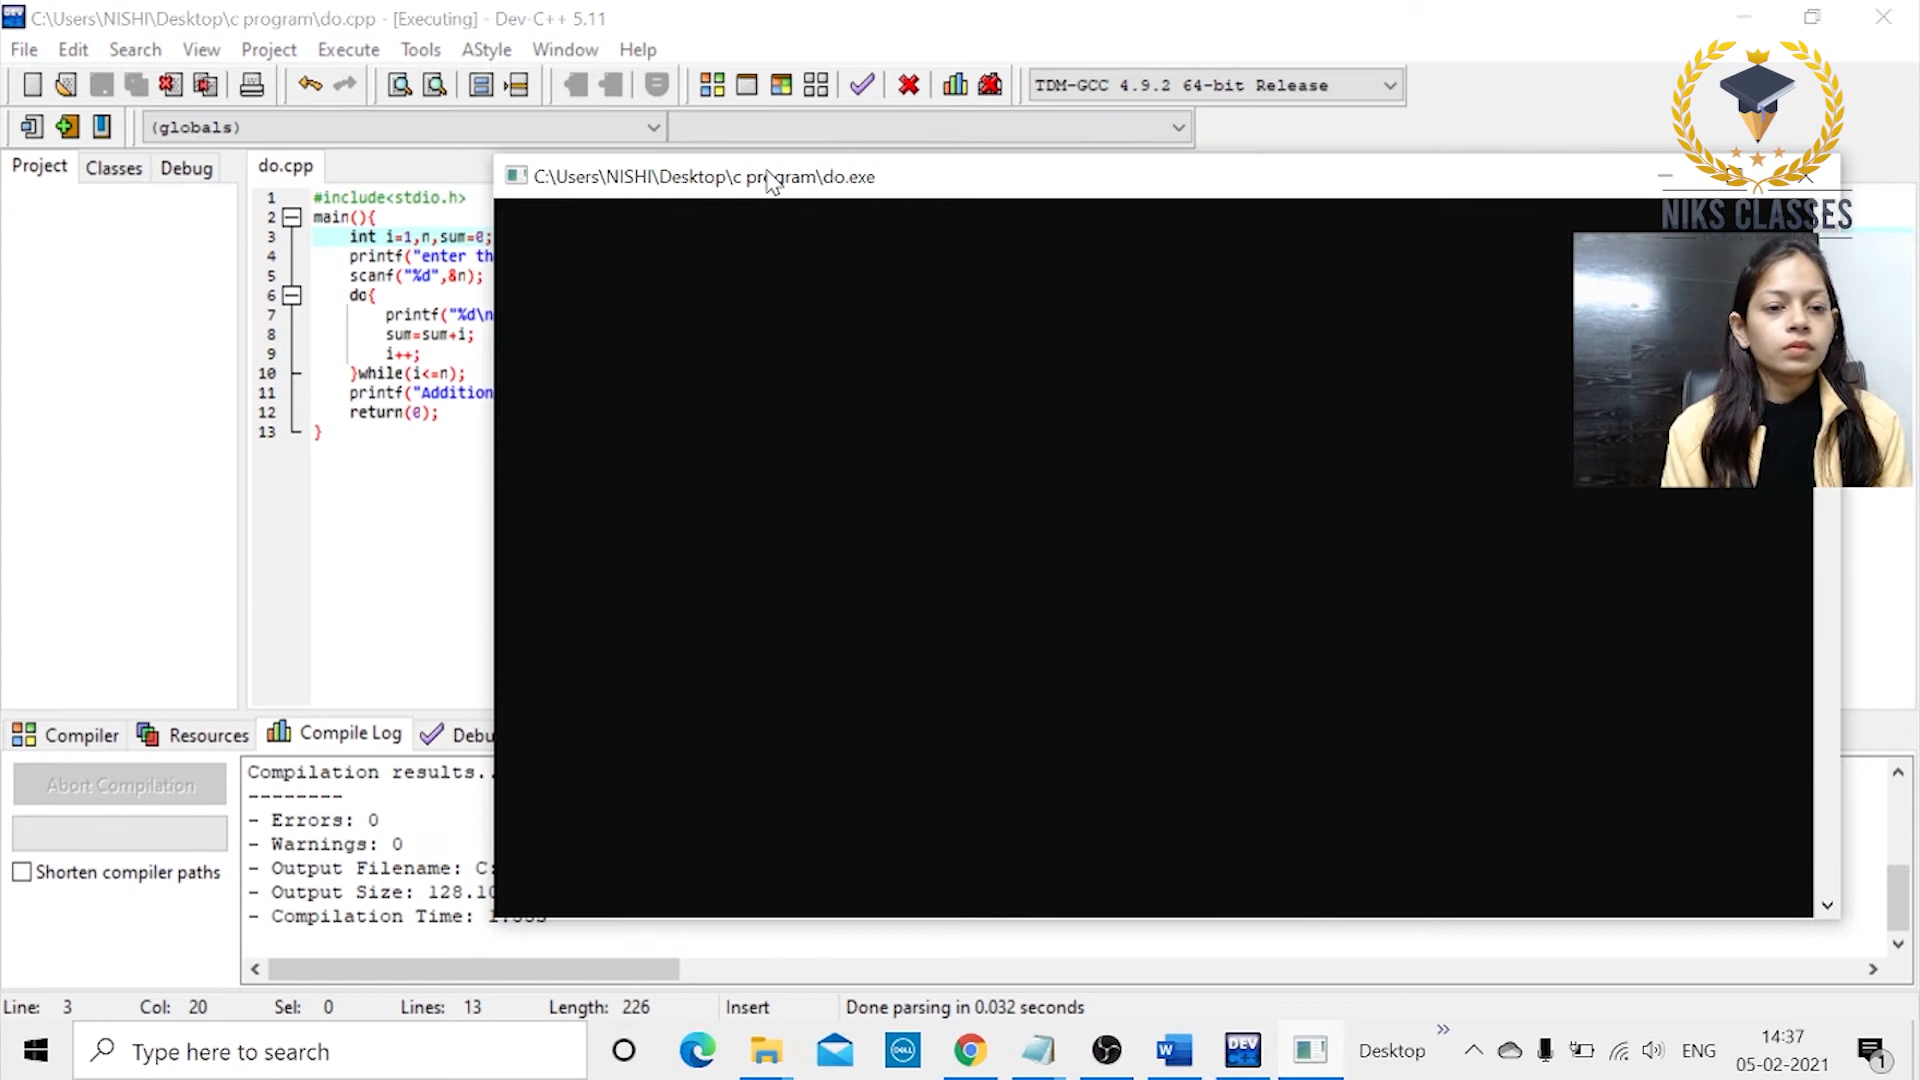 C:\Users\NISHI\Desktop\c program\do.cpp - [Executing] - Dev-C++ 5.11
File Edit Search View Project Execute Tools AStyle Window Help
TDM-GCC 4.9.2 64-bit Release
(globals)
Project Classes Debug do.cpp
C:\Users\NISHI\Desktop\c program\do.exe
NIKS CLASSES
1 #include<stdio.h>
2 main(){
3 int i=1,n,sum=0;
4 printf("enter th
5 scanf("%d",&n);
6 do{
7 printf("%d\n
8 sum=sum+i;
9 i++;
10 }while(i<=n);
11 printf("Addition
12 return(0);
13 }
Compiler Resources Compile Log Debu
Abort Compilation
Shorten compiler paths
Compilation results..
--------
- Errors: 0
- Warnings: 0
- Output Filename: C:
- Output Size: 128.10
- Compilation Time:
Line: 3 Col: 20 Sel: 0 Lines: 13 Length: 226 Insert Done parsing in 0.032 seconds
Type here to search
DELL
W
DEV C++
Desktop
ENG
14:37
05-02-2021
1